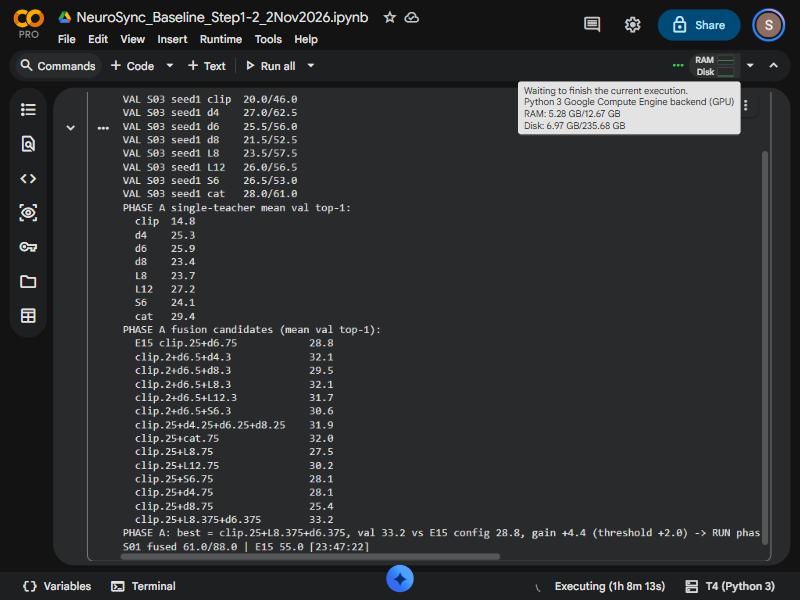 CO
PRO
NeuroSync_Baseline_Step1-2_2Nov2026.ipynb
File Edit View Insert Runtime Tools Help
Share
S
Commands + Code + Text Run all
RAM
Disk
Waiting to finish the current execution.
Python 3 Google Compute Engine backend (GPU)
RAM: 5.28 GB/12.67 GB
Disk: 6.97 GB/235.68 GB
VAL S03 seed1 clip 20.0/46.0
VAL S03 seed1 d4 27.0/62.5
VAL S03 seed1 d6 25.5/56.0
VAL S03 seed1 d8 21.5/52.5
VAL S03 seed1 L8 23.5/57.5
VAL S03 seed1 L12 26.0/56.5
VAL S03 seed1 S6 26.5/53.0
VAL S03 seed1 cat 28.0/61.0
PHASE A single-teacher mean val top-1:
clip 14.8
d4 25.3
d6 25.9
d8 23.4
L8 23.7
L12 27.2
S6 24.1
cat 29.4
PHASE A fusion candidates (mean val top-1):
E15 clip.25+d6.75 28.8
clip.2+d6.5+d4.3 32.1
clip.2+d6.5+d8.3 29.5
clip.2+d6.5+L8.3 32.1
clip.2+d6.5+L12.3 31.7
clip.2+d6.5+S6.3 30.6
clip.25+d4.25+d6.25+d8.25 31.9
clip.25+cat.75 32.0
clip.25+L8.75 27.5
clip.25+L12.75 30.2
clip.25+S6.75 28.1
clip.25+d4.75 28.1
clip.25+d8.75 25.4
clip.25+L8.375+d6.375 33.2
PHASE A: best = clip.25+L8.375+d6.375, val 33.2 vs E15 config 28.8, gain +4.4 (threshold +2.0) -> RUN phas
S01 fused 61.0/88.0 | E15 55.0 [23:47:22]
Variables Terminal Executing (1h 8m 13s) T4 (Python 3)